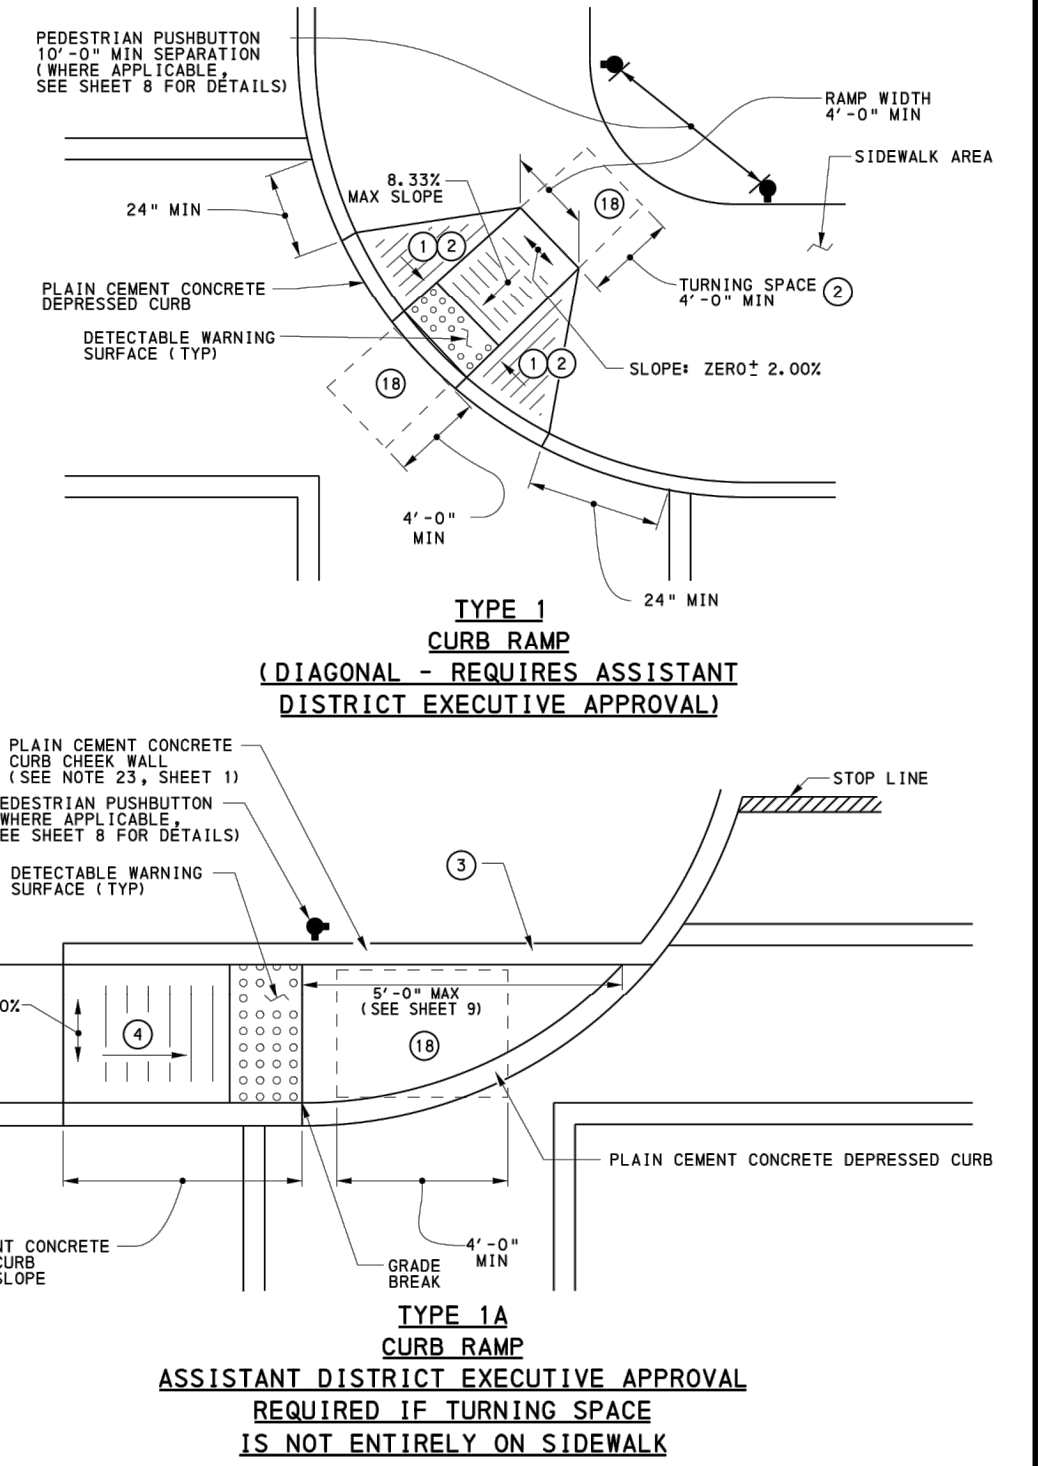 PEDESTRIAN PUSHBUTTON
10'-0" MIN SEPARATION
(WHERE APPLICABLE,
SEE SHEET 8 FOR DETAILS)
RAMP WIDTH
4'-0" MIN
SIDEWALK AREA
8.33%
MAX SLOPE
18
24" MIN
1 2
PLAIN CEMENT CONCRETE
DEPRESSED CURB
TURNING SPACE 2
4'-0" MIN
DETECTABLE WARNING
SURFACE (TYP)
1 2
SLOPE: ZERO± 2.00%
18
4'-0"
MIN
24" MIN
TYPE 1
CURB RAMP
(DIAGONAL - REQUIRES ASSISTANT
DISTRICT EXECUTIVE APPROVAL)
PLAIN CEMENT CONCRETE
CURB CHEEK WALL
(SEE NOTE 23, SHEET 1)
STOP LINE
EDESTRIAN PUSHBUTTON
WHERE APPLICABLE,
EE SHEET 8 FOR DETAILS)
3
DETECTABLE WARNING
SURFACE (TYP)
5'-0" MAX
(SEE SHEET 9)
0%
4
18
PLAIN CEMENT CONCRETE DEPRESSED CURB
NT CONCRETE
CURB
SLOPE
4'-0"
MIN
GRADE
BREAK
TYPE 1A
CURB RAMP
ASSISTANT DISTRICT EXECUTIVE APPROVAL
REQUIRED IF TURNING SPACE
IS NOT ENTIRELY ON SIDEWALK